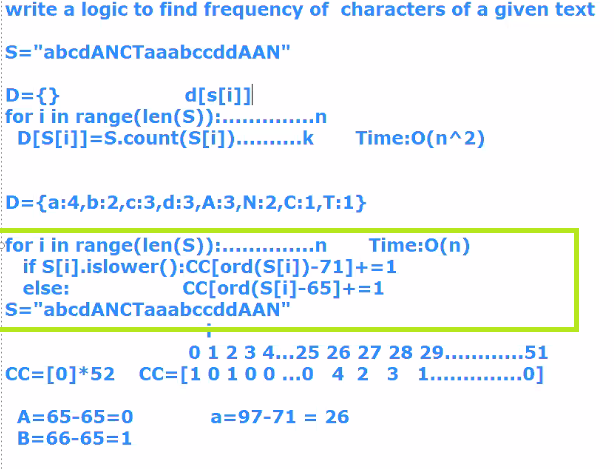 write a logic to find frequency of  characters of a given text
S="abcdANCTaaabccddAAN"
D={}                d[s[i]]
for i in range(len(S)):..............n
D[S[i]]=S.count(S[i])..........k      Time:O(n^2)
D={a:4,b:2,c:3,d:3,A:3,N:2,C:1,T:1}
for i in range(len(S)):..............n      Time:O(n)
if S[i].islower():CC[ord(S[i])-71]+=1
else:                CC[ord(S[i]-65]+=1
S="abcdANCTaaabccddAAN"
i
0 1 2 3 4...25 26 27 28 29............51
CC=[0]*52   CC=[1 0 1 0 0 ...0   4  2   3   1..............0]
A=65-65=0          a=97-71 = 26
B=66-65=1